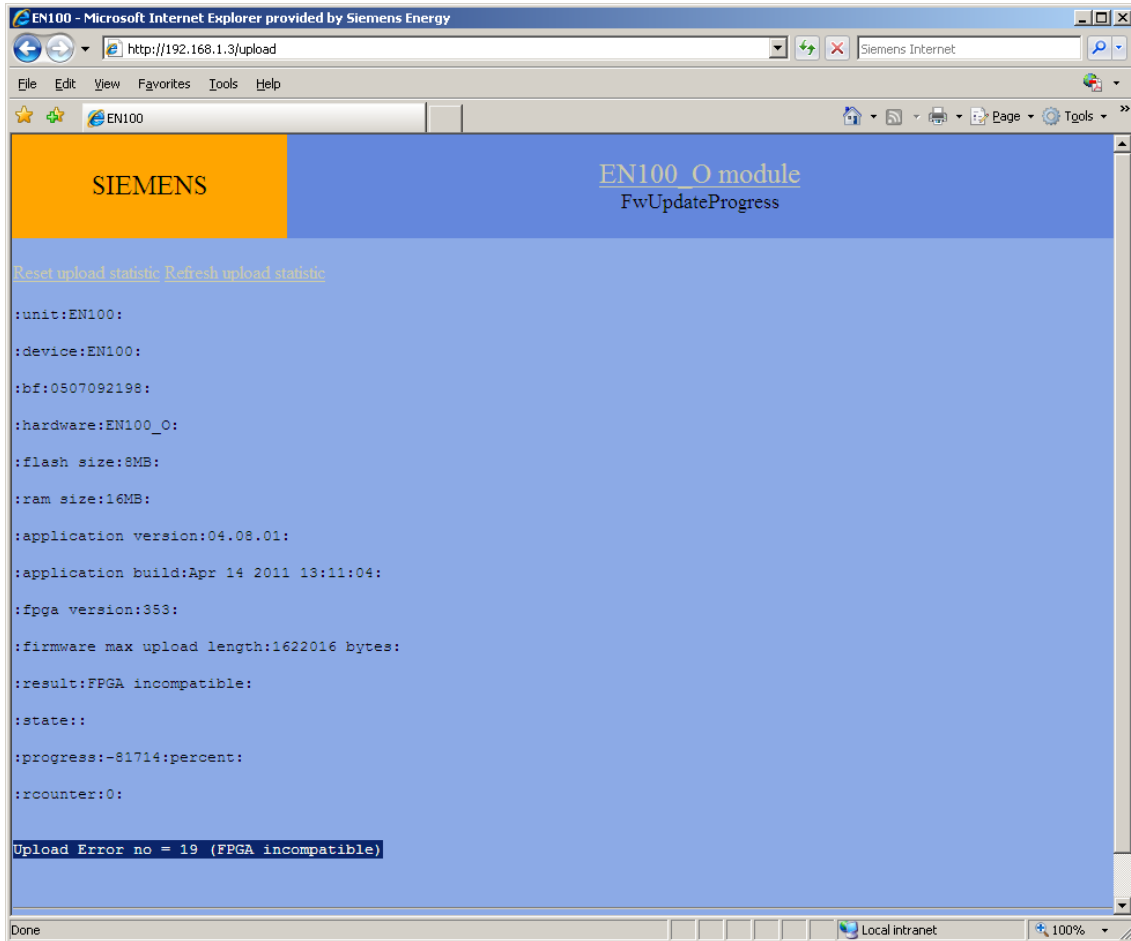 EN100 - Microsoft Internet Explorer provided by Siemens Energy
http://192.168.1.3/upload
Siemens Internet
File Edit View Favorites Tools Help
EN100
Page Tools »
SIEMENS
EN100_O module
FwUpdateProgress
Reset upload statistic Refresh upload statistic
:unit:EN100:
:device:EN100:
:bf:0507092198:
:hardware:EN100_O:
:flash size:8MB:
:ram size:16MB:
:application version:04.08.01:
:application build:Apr 14 2011 13:11:04:
:fpga version:353:
:firmware max upload length:1622016 bytes:
:result:FPGA incompatible:
:state::
:progress:-81714:percent:
:rcounter:0:
Upload Error no = 19 (FPGA incompatible)
Done
Local intranet
100%